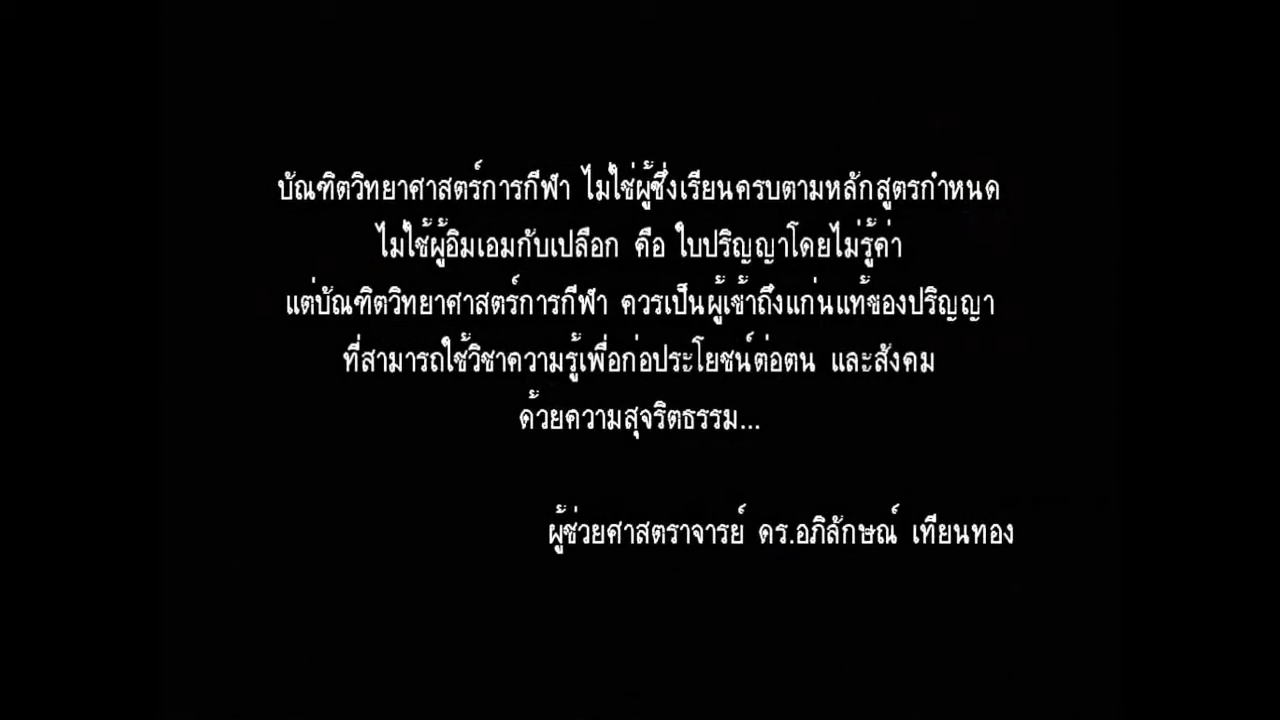 บัณฑิตวิทยาศาสตร์การกีฬา ไม่ใช่ผู้ซึ่งเรียนครบตามหลักสูตรกำหนด
ไม่ใช้ผู้อิมเอมกับเปลือก คือ ใบปริญญาโดยไม่รู้ค่า
แต่บัณฑิตวิทยาศาสตร์การกีฬา ควรเป็นผู้เข้าถึงแก่นแท้ของปริญญา
ที่สามารถใช้วิชาความรู้เพื่อก่อประโยชน์ต่อตน และสังคม
ด้วยความสุจริตธรรม...
ผู้ช่วยศาสตราจารย์ ดร.อภิลักษณ์ เทียนทอง